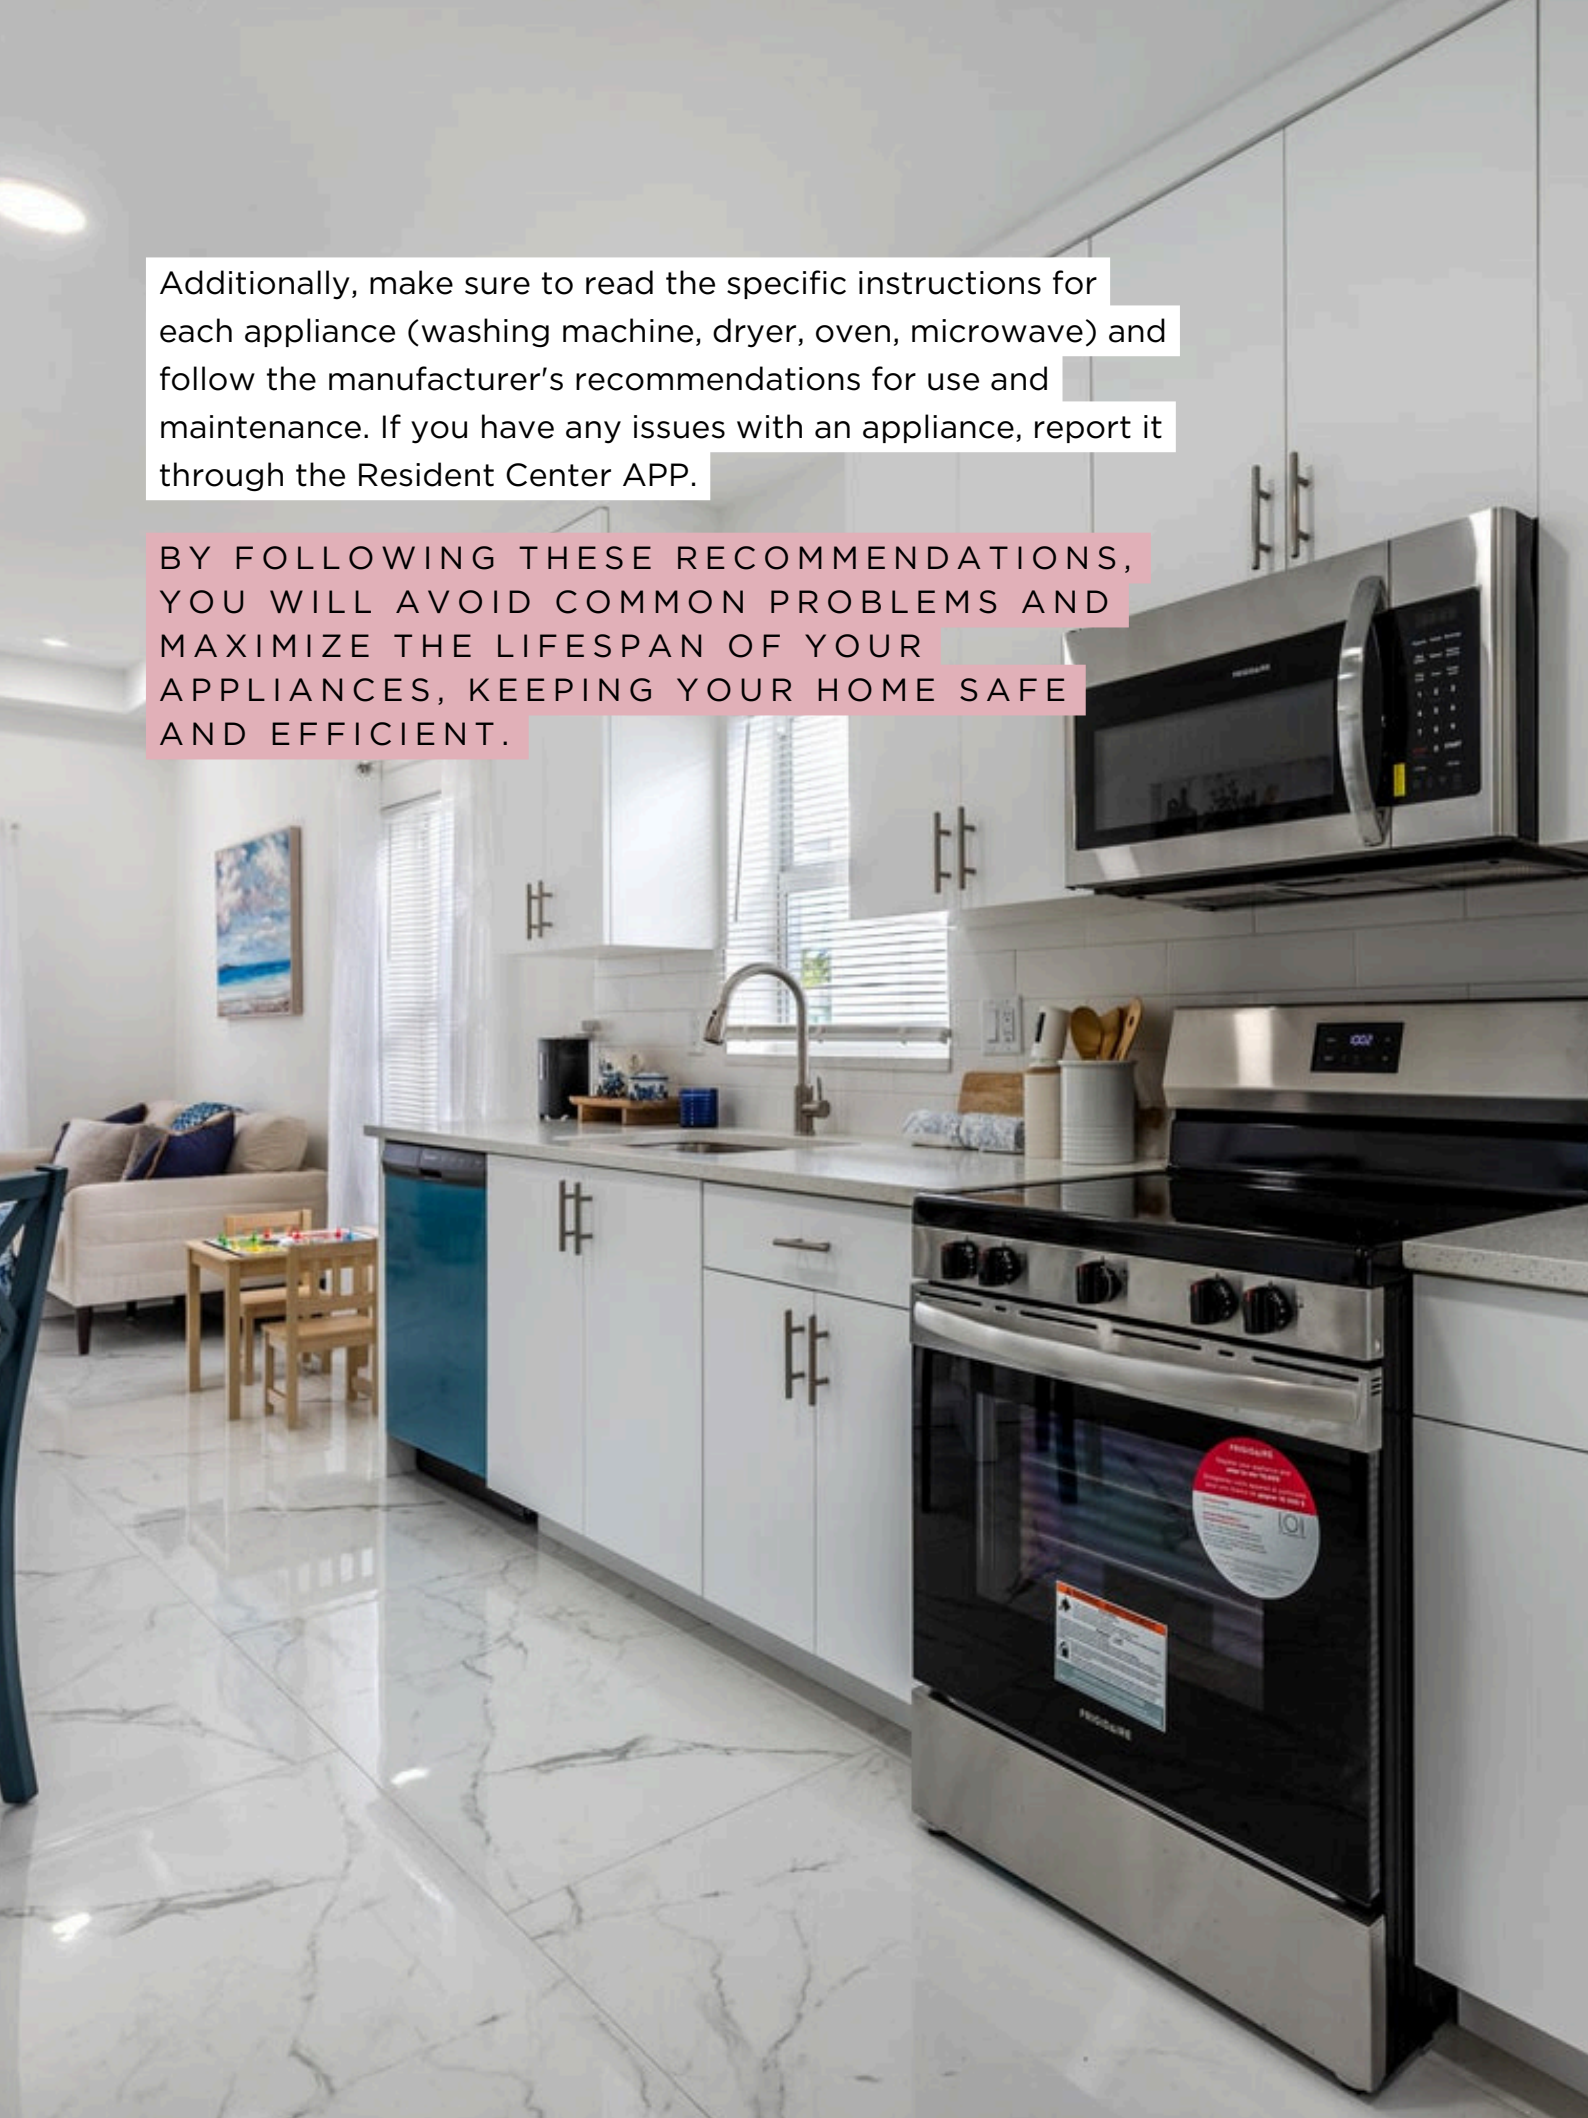 Additionally, make sure to read the specific instructions for
each appliance (washing machine, dryer, oven, microwave) and
follow the manufacturer's recommendations for use and
maintenance. If you have any issues with an appliance, report it
through the Resident Center APP.
BY FOLLOWING THESE RECOMMENDATIONS,
YOU WILL AVOID COMMON PROBLEMS AND
MAXIMIZE THE LIFESPAN OF YOUR
APPLIANCES, KEEPING YOUR HOME SAFE
AND EFFICIENT.
FRIGIDAIRE
FRIGIDAIRE
FRIGIDAIRE